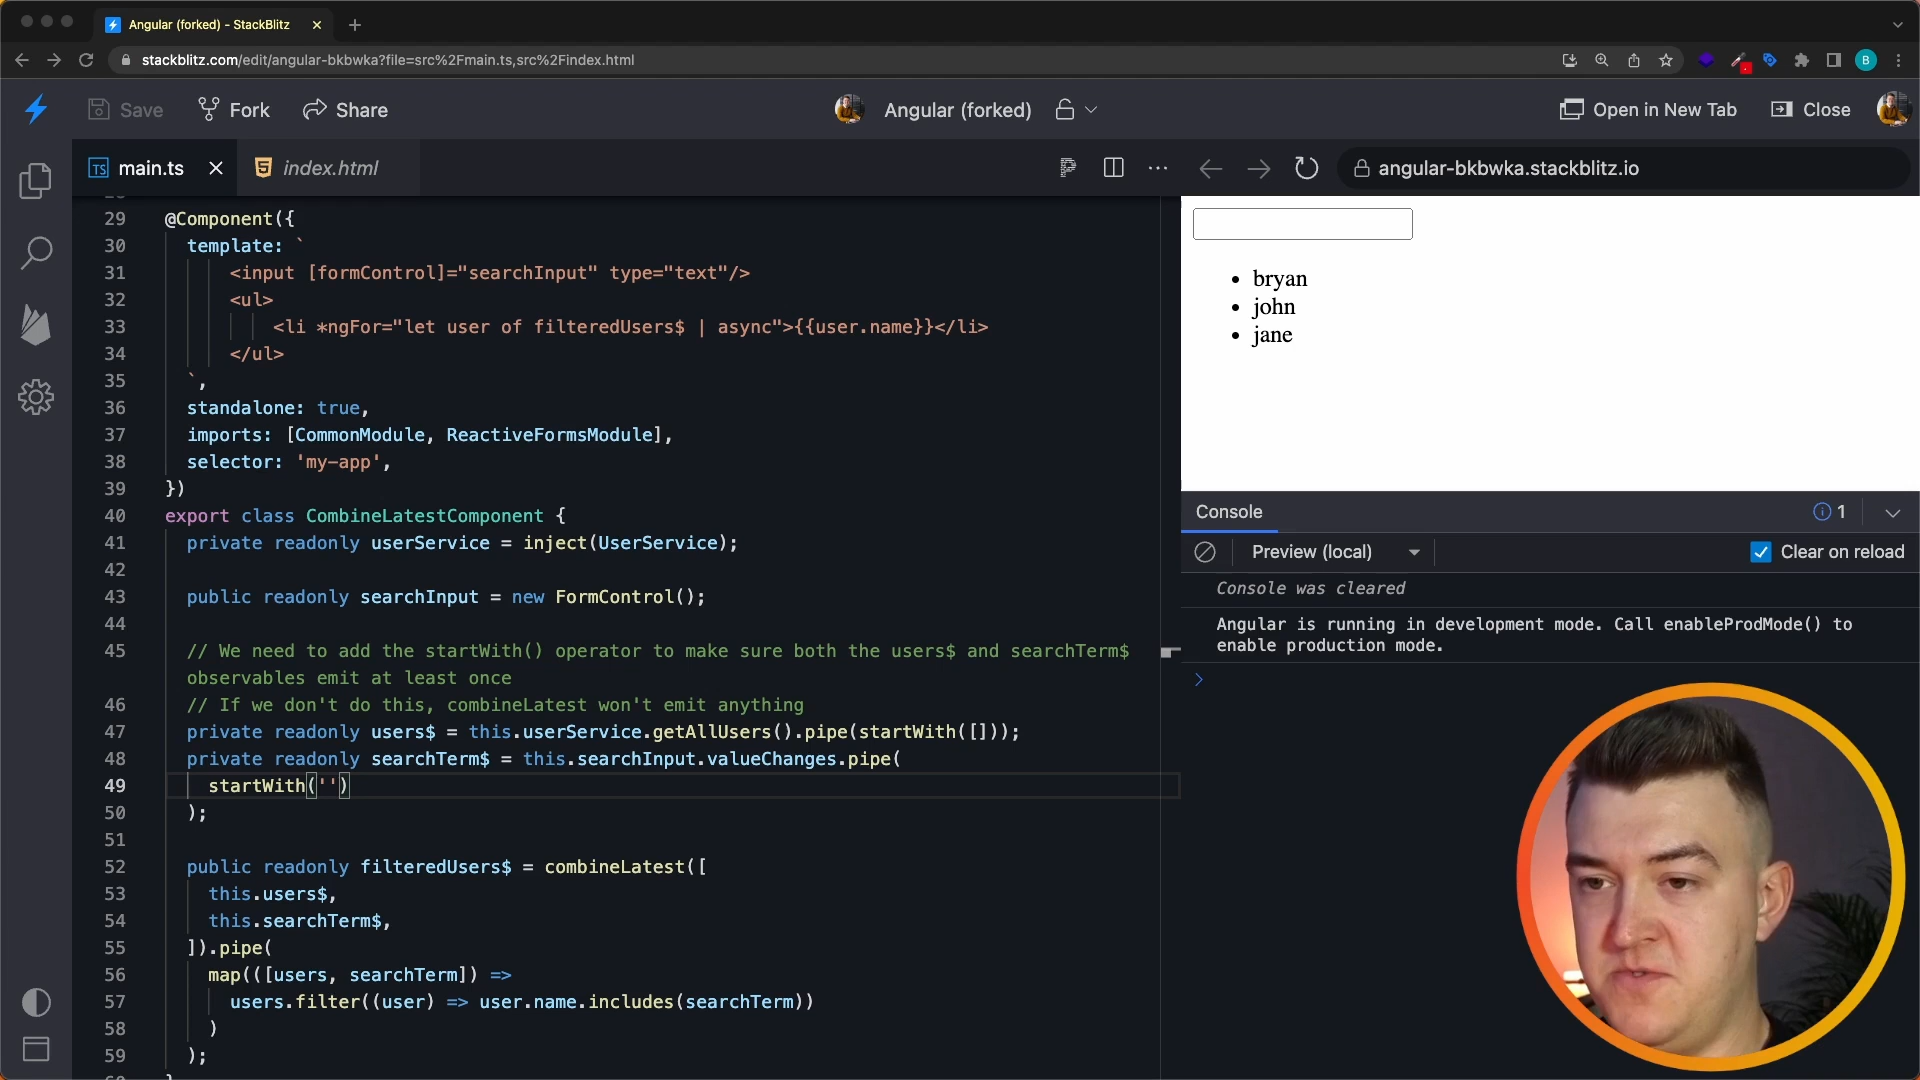 Angular (forked) - StackBlitz
stackblitz.com/edit/angular-bkbwka?file=src%2Fmain.ts,src%2Findex.html
B
Save Fork Share
Angular (forked)
Open in New Tab Close
TS main.ts
index.html
angular-bkbwka.stackblitz.io
29 @Component({
30 template: `
31 <input [formControl]="searchInput" type="text"/>
32 <ul>
33 <li *ngFor="let user of filteredUsers$ | async">{{user.name}}</li>
34 </ul>
35 `,
36 standalone: true,
37 imports: [CommonModule, ReactiveFormsModule],
38 selector: 'my-app',
39 })
40 export class CombineLatestComponent {
41 private readonly userService = inject(UserService);
42
43 public readonly searchInput = new FormControl();
44
45 // We need to add the startWith() operator to make sure both the users$ and searchTerm$
observables emit at least once
46 // If we don't do this, combineLatest won't emit anything
47 private readonly users$ = this.userService.getAllUsers().pipe(startWith([]));
48 private readonly searchTerm$ = this.searchInput.valueChanges.pipe(
49 startWith('')
50 );
51
52 public readonly filteredUsers$ = combineLatest([
53 this.users$,
54 this.searchTerm$,
55 ]).pipe(
56 map(([users, searchTerm]) =>
57 users.filter((user) => user.name.includes(searchTerm))
58 )
59 );
• bryan
• john
• jane
Console
1
Preview (local)
Clear on reload
Console was cleared
Angular is running in development mode. Call enableProdMode() to
enable production mode.